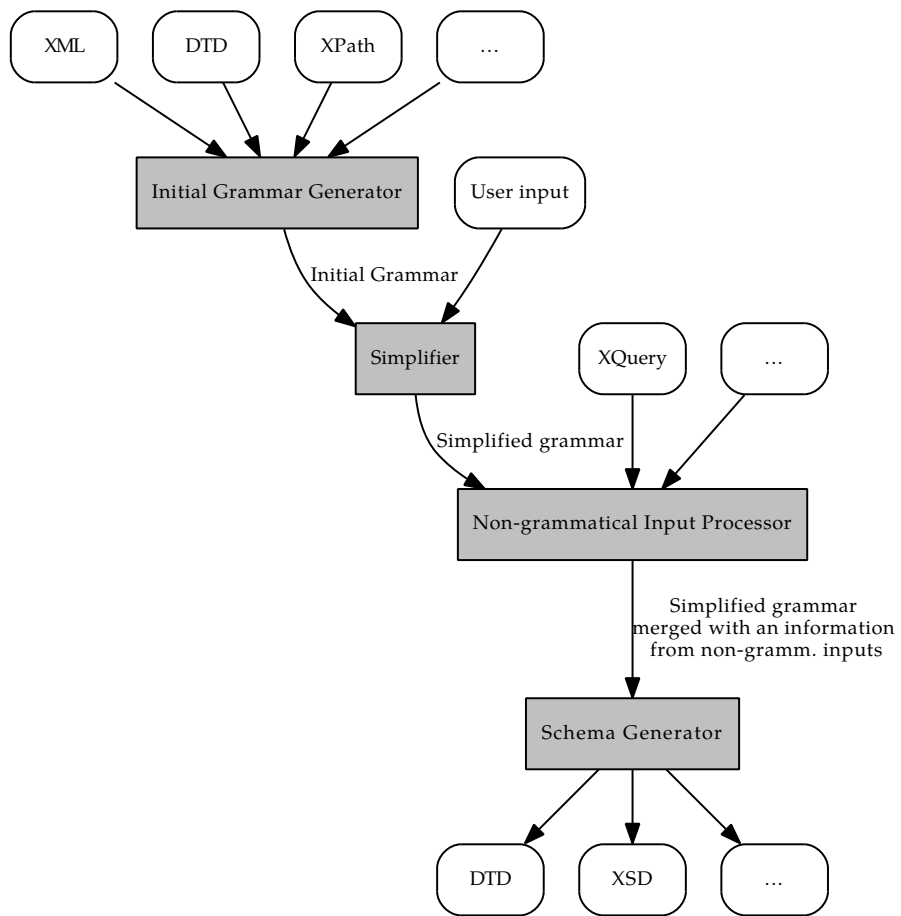 XML
DTD
XPath
...
Initial Grammar Generator
User input
Initial Grammar
Simplifier
XQuery
...
Simplified grammar
Non-grammatical Input Processor
Simplified grammar
merged with an information
from non-gramm. inputs
Schema Generator
DTD
XSD
...